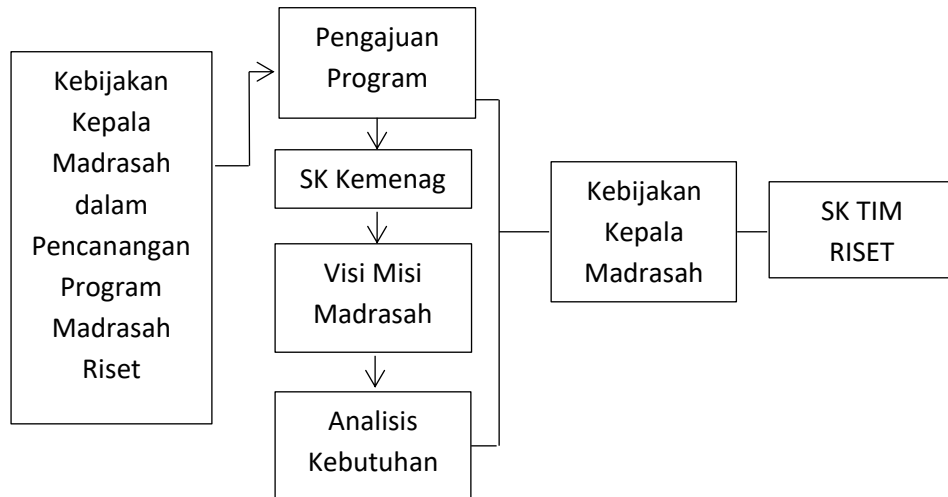 Kebijakan
Kepala
Madrasah
dalam
Pencanangan
Program
Madrasah
Riset
Pengajuan
Program
SK Kemenag
Visi Misi
Madrasah
Analisis
Kebutuhan
Kebijakan
Kepala
Madrasah
SK TIM
RISET